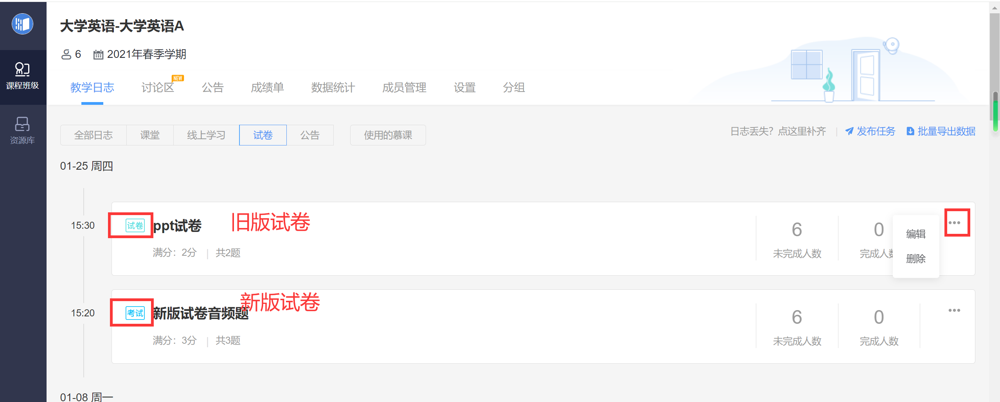 大学英语-大学英语A
6 2021年春季学期
课程班级
资源库
教学日志 讨论区 NEW 公告 成绩单 数据统计 成员管理 设置 分组
全部日志 课堂 线上学习 试卷 公告 使用的慕课 日志丢失？点这里补齐 | 发布任务 批量导出数据
01-25 周四
15:30 试卷 ppt试卷 旧版试卷 6 0 •••
满分：2分 | 共2题 未完成人数 完成人数
编辑
删除
15:20 考试 新版试卷音频题 新版试卷 6 0 •••
满分：3分 | 共3题 未完成人数 完成人数
01-08 周一